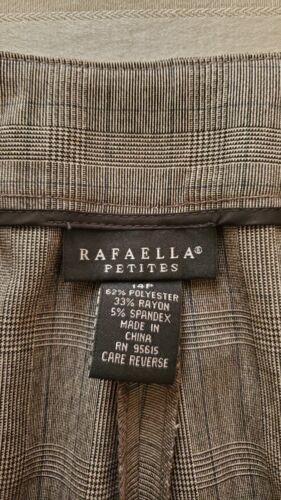 RAFAELLA®
PETITES
14P
62% POLYESTER
33% RAYON
5% SPANDEX
MADE IN
CHINA
RN 95615
CARE REVERSE